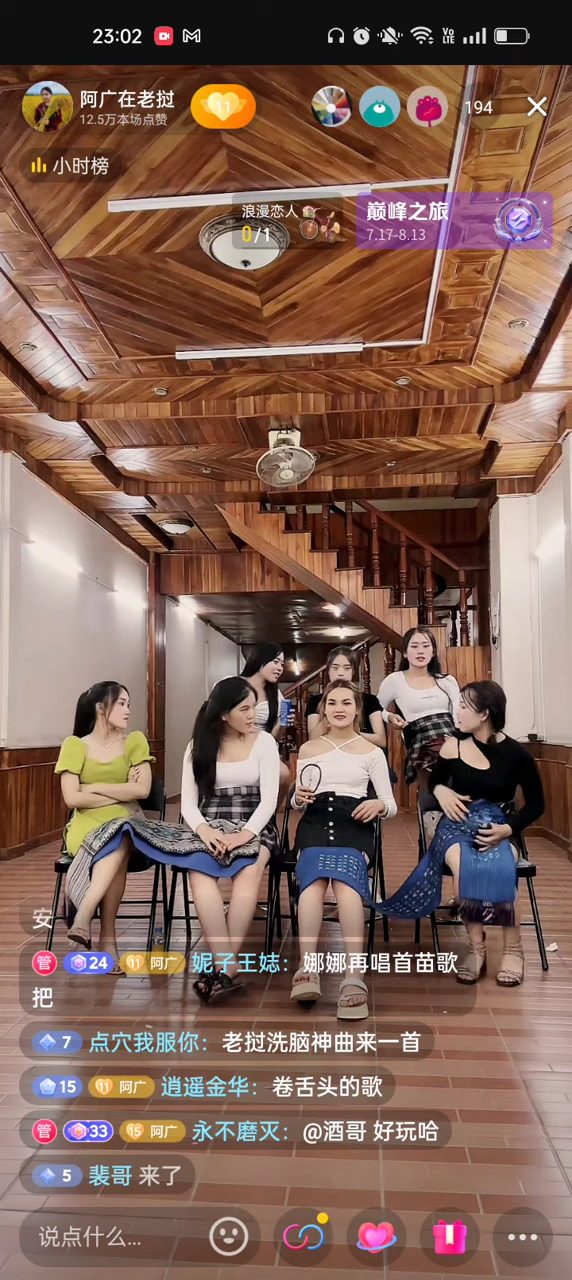 23:02
Vo
LTE
阿广在老挝
12.5万本场点赞
11
194
小时榜
浪漫恋人
0/1
巅峰之旅
7.17-8.13
安
管 24 11 阿广 妮子王娡：娜娜再唱首苗歌
把
7 点穴我服你：老挝洗脑神曲来一首
15 11 阿广 逍遥金华：卷舌头的歌
管 33 15 阿广 永不磨灭：@酒哥 好玩哈
5 裴哥 来了
说点什么...